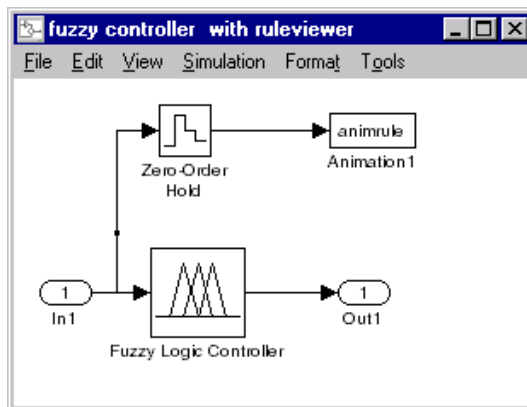 fuzzy controller with ruleviewer
File Edit View Simulation Format Tools
animrule
Animation1
Zero-Order
Hold
1
In1
1
Out1
Fuzzy Logic Controller